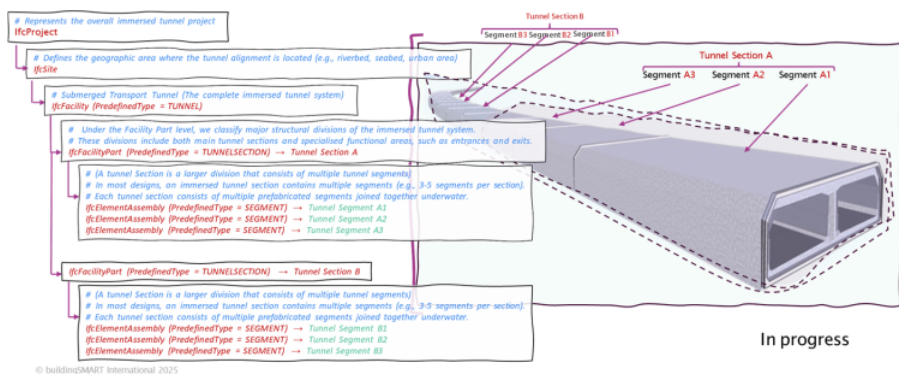 # Represents the overall immersed tunnel project
IfcProject
# Defines the geographic area where the tunnel alignment is located (e.g., riverbed, seabed, urban area)
IfcSite
# Submerged Transport Tunnel (The complete immersed tunnel system)
IfcFacility (PredefinedType = TUNNEL)
# Under the Facility Part level, we classify major structural divisions of the immersed tunnel system.
# These divisions include both main tunnel sections and specialised functional areas, such as entrances and exits.
IfcFacilityPart (PredefinedType = TUNNELSECTION) → Tunnel Section A
# (A tunnel Section is a larger division that consists of multiple tunnel segments)
# In most designs, an immersed tunnel section contains multiple segments (e.g., 3-5 segments per section).
# Each tunnel section consists of multiple prefabricated segments joined together underwater.
IfcElementAssembly (PredefinedType = SEGMENT) → Tunnel Segment A1
IfcElementAssembly (PredefinedType = SEGMENT) → Tunnel Segment A2
IfcElementAssembly (PredefinedType = SEGMENT) → Tunnel Segment A3
IfcFacilityPart (PredefinedType = TUNNELSECTION) → Tunnel Section B
# (A tunnel Section is a larger division that consists of multiple tunnel segments)
# In most designs, an immersed tunnel section contains multiple segments (e.g., 3-5 segments per section).
# Each tunnel section consists of multiple prefabricated segments joined together underwater.
IfcElementAssembly (PredefinedType = SEGMENT) → Tunnel Segment B1
IfcElementAssembly (PredefinedType = SEGMENT) → Tunnel Segment B2
IfcElementAssembly (PredefinedType = SEGMENT) → Tunnel Segment B3
Tunnel Section B
Segment B3 Segment B2 Segment B1
Tunnel Section A
Segment A3 Segment A2 Segment A1
In progress
© buildingSMART International 2025